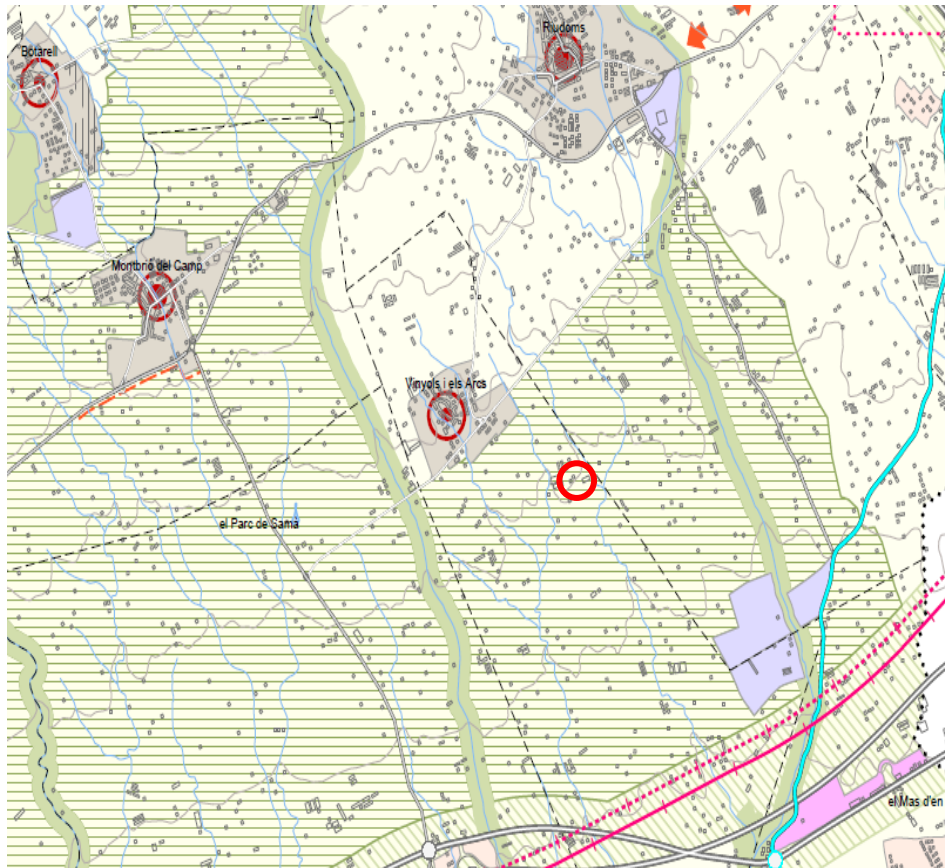 Riudoms
Botarell
Montbrió del Camp
Vinyols i els Arcs
el Parc de Samà
el Mas d'en